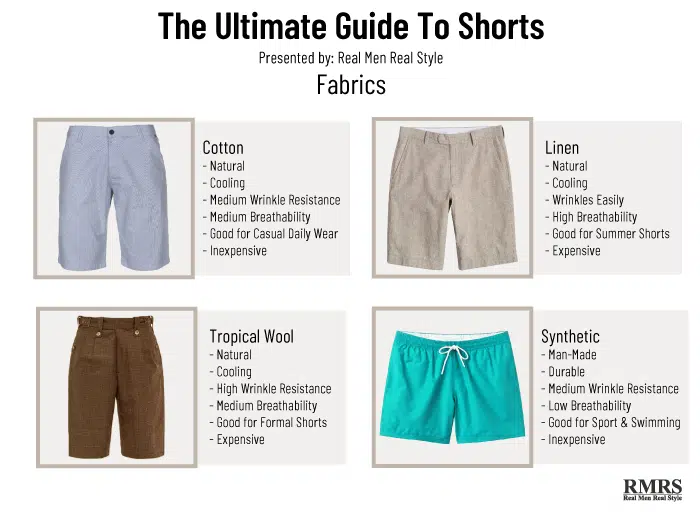 The Ultimate Guide To Shorts
Presented by: Real Men Real Style
Fabrics
Cotton
- Natural
- Cooling
- Medium Wrinkle Resistance
- Medium Breathability
- Good for Casual Daily Wear
- Inexpensive
Linen
- Natural
- Cooling
- Wrinkles Easily
- High Breathability
- Good for Summer Shorts
- Expensive
Tropical Wool
- Natural
- Cooling
- High Wrinkle Resistance
- Medium Breathability
- Good for Formal Shorts
- Expensive
Synthetic
- Man-Made
- Durable
- Medium Wrinkle Resistance
- Low Breathability
- Good for Sport & Swimming
- Inexpensive
RMRS
Real Men Real Style